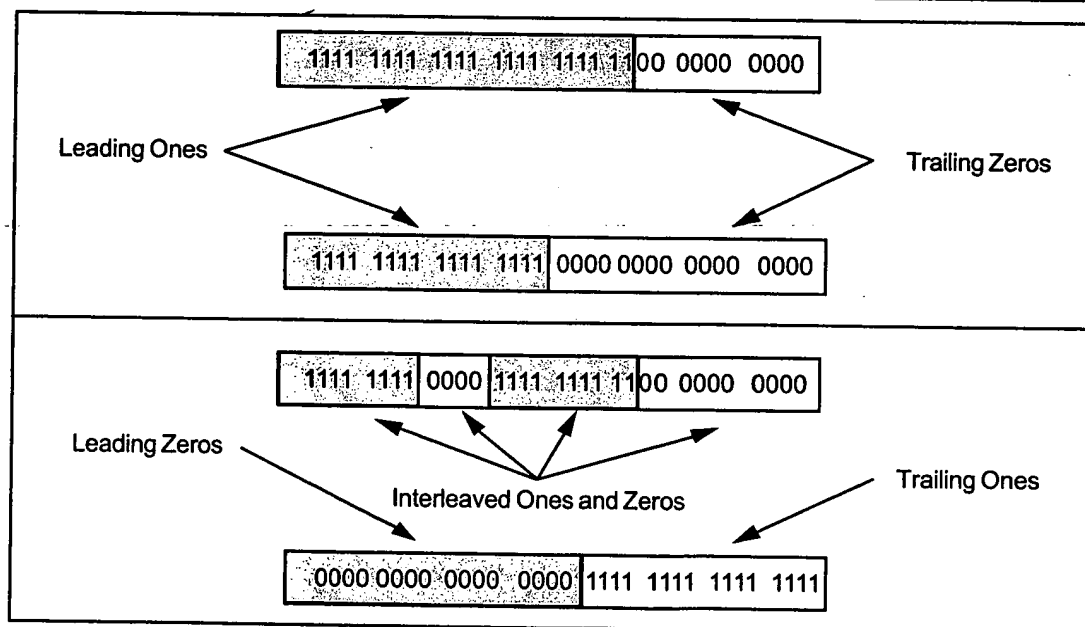 1111 1111 1111 1111 1111 1100 0000 0000
Leading Ones
Trailing Zeros
1111 1111 1111 1111 0000 0000 0000 0000
1111 1111 0000 1111 1111 1100 0000 0000
Leading Zeros
Interleaved Ones and Zeros
Trailing Ones
0000 0000 0000 0000 1111 1111 1111 1111